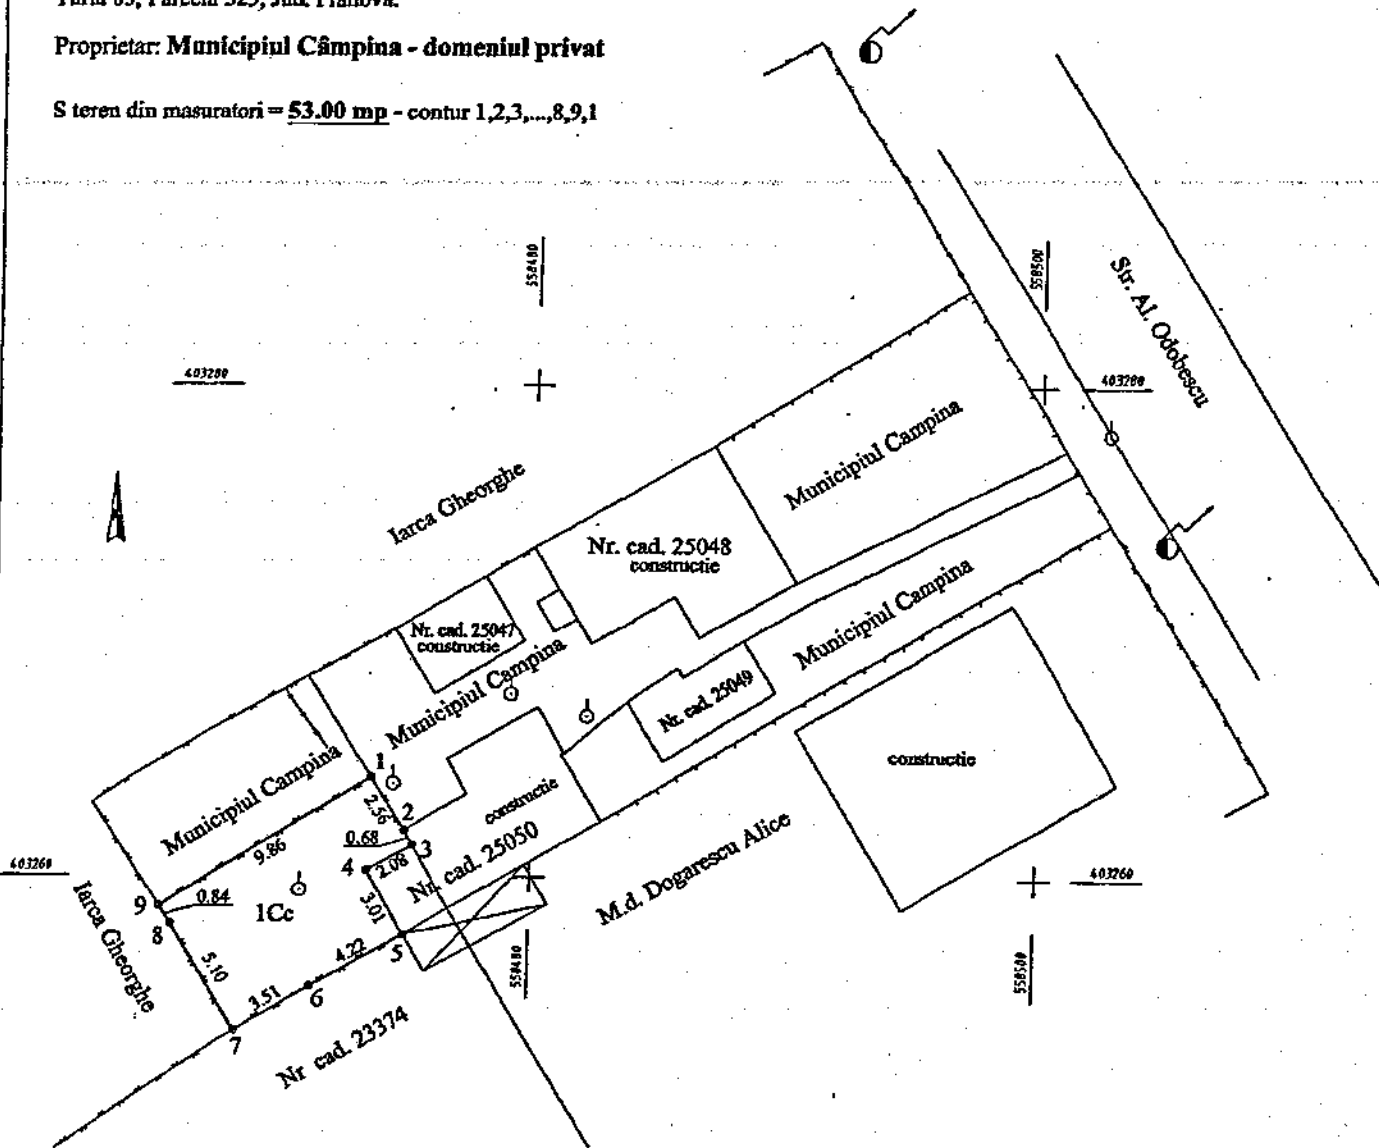 Proprietar: Municipiul Câmpina - domeniul privat
S teren din masuratori = 53.00 mp - contur 1,2,3,...,8,9,1
558480
558500
Str. Al. Odobescu
403280
403280
Iarca Gheorghe
Municipiul Campina
Nr. cad. 25048
constructie
Nr. cad. 25047
constructie
Municipiul Campina
Municipiul Campina
Nr. cad. 25049
Municipiul Campina
1
2.56
2
constructie
constructie
0.68
3
9.86
4
2.08
Nr. cad. 25050
M.d. Dogarescu Alice
403260
403260
9
0.84
1Cc
3.01
8
Iarca Gheorghe
5.10
4.22
5
558480
558500
3.51
6
7
Nr cad. 23374